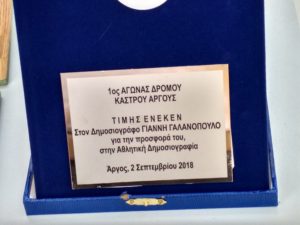 1ος ΑΓΩΝΑΣ ΔΡΟΜΟΥ
ΚΑΣΤΡΟΥ ΑΡΓΟΥΣ
ΤΙΜΗΣ ΕΝΕΚΕΝ
Στον Δημοσιογράφο ΓΙΑΝΝΗ ΓΑΛΑΝΟΠΟΥΛΟ
για την προσφορά του,
στην Αθλητική Δημοσιογραφία
Άργος, 2 Σεπτεμβρίου 2018